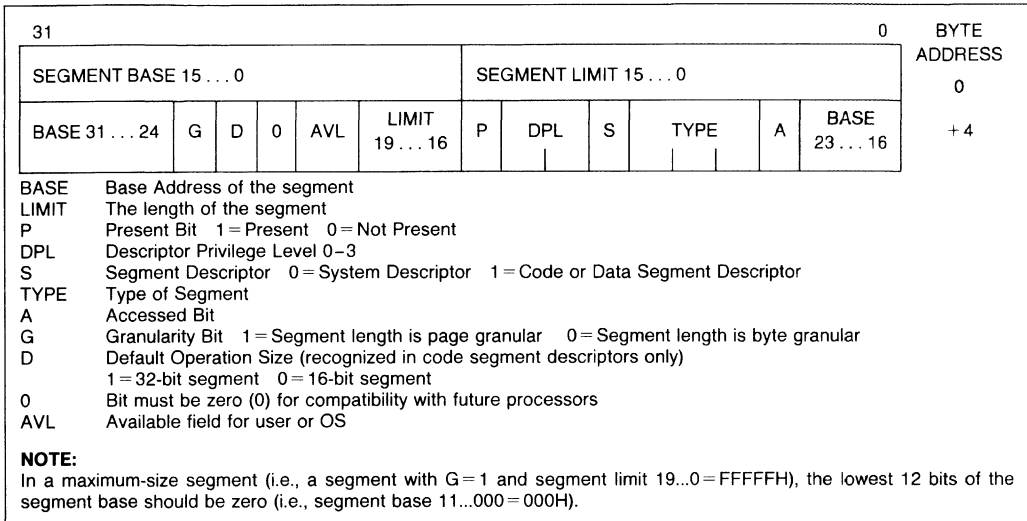 31 0 BYTE
ADDRESS
SEGMENT BASE 15 . . . 0 SEGMENT LIMIT 15 . . . 0 0
BASE 31 . . . 24 G D 0 AVL LIMIT 19 . . . 16 P DPL S TYPE A BASE 23 . . . 16 +4
BASE Base Address of the segment
LIMIT The length of the segment
P Present Bit 1 = Present 0 = Not Present
DPL Descriptor Privilege Level 0–3
S Segment Descriptor 0 = System Descriptor 1 = Code or Data Segment Descriptor
TYPE Type of Segment
A Accessed Bit
G Granularity Bit 1 = Segment length is page granular 0 = Segment length is byte granular
D Default Operation Size (recognized in code segment descriptors only)
1 = 32-bit segment 0 = 16-bit segment
0 Bit must be zero (0) for compatibility with future processors
AVL Available field for user or OS
NOTE:
In a maximum-size segment (i.e., a segment with G = 1 and segment limit 19...0 = FFFFFH), the lowest 12 bits of the
segment base should be zero (i.e., segment base 11...000 = 000H).